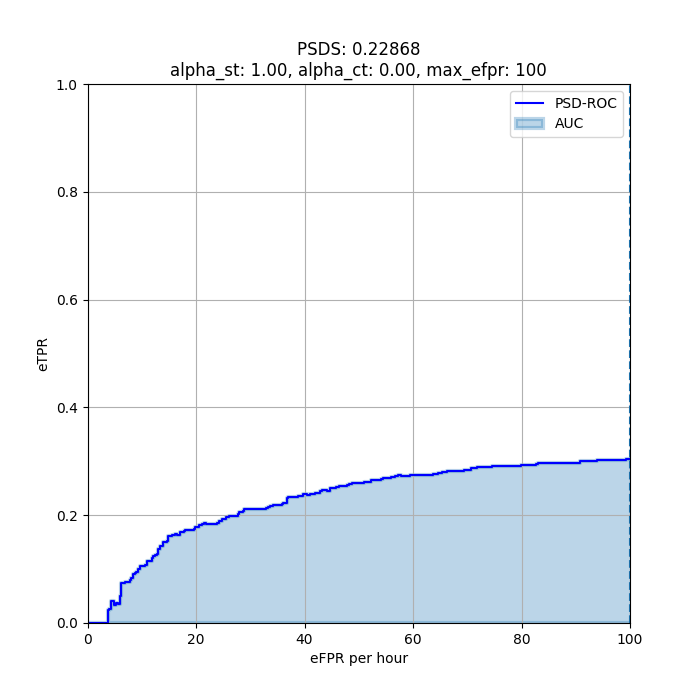 PSDS: 0.22868
alpha_st: 1.00, alpha_ct: 0.00, max_efpr: 100
PSD-ROC
AUC
1.0
0.8
0.6
0.4
0.2
0.0
eTPR
0 20 40 60 80 100
eFPR per hour